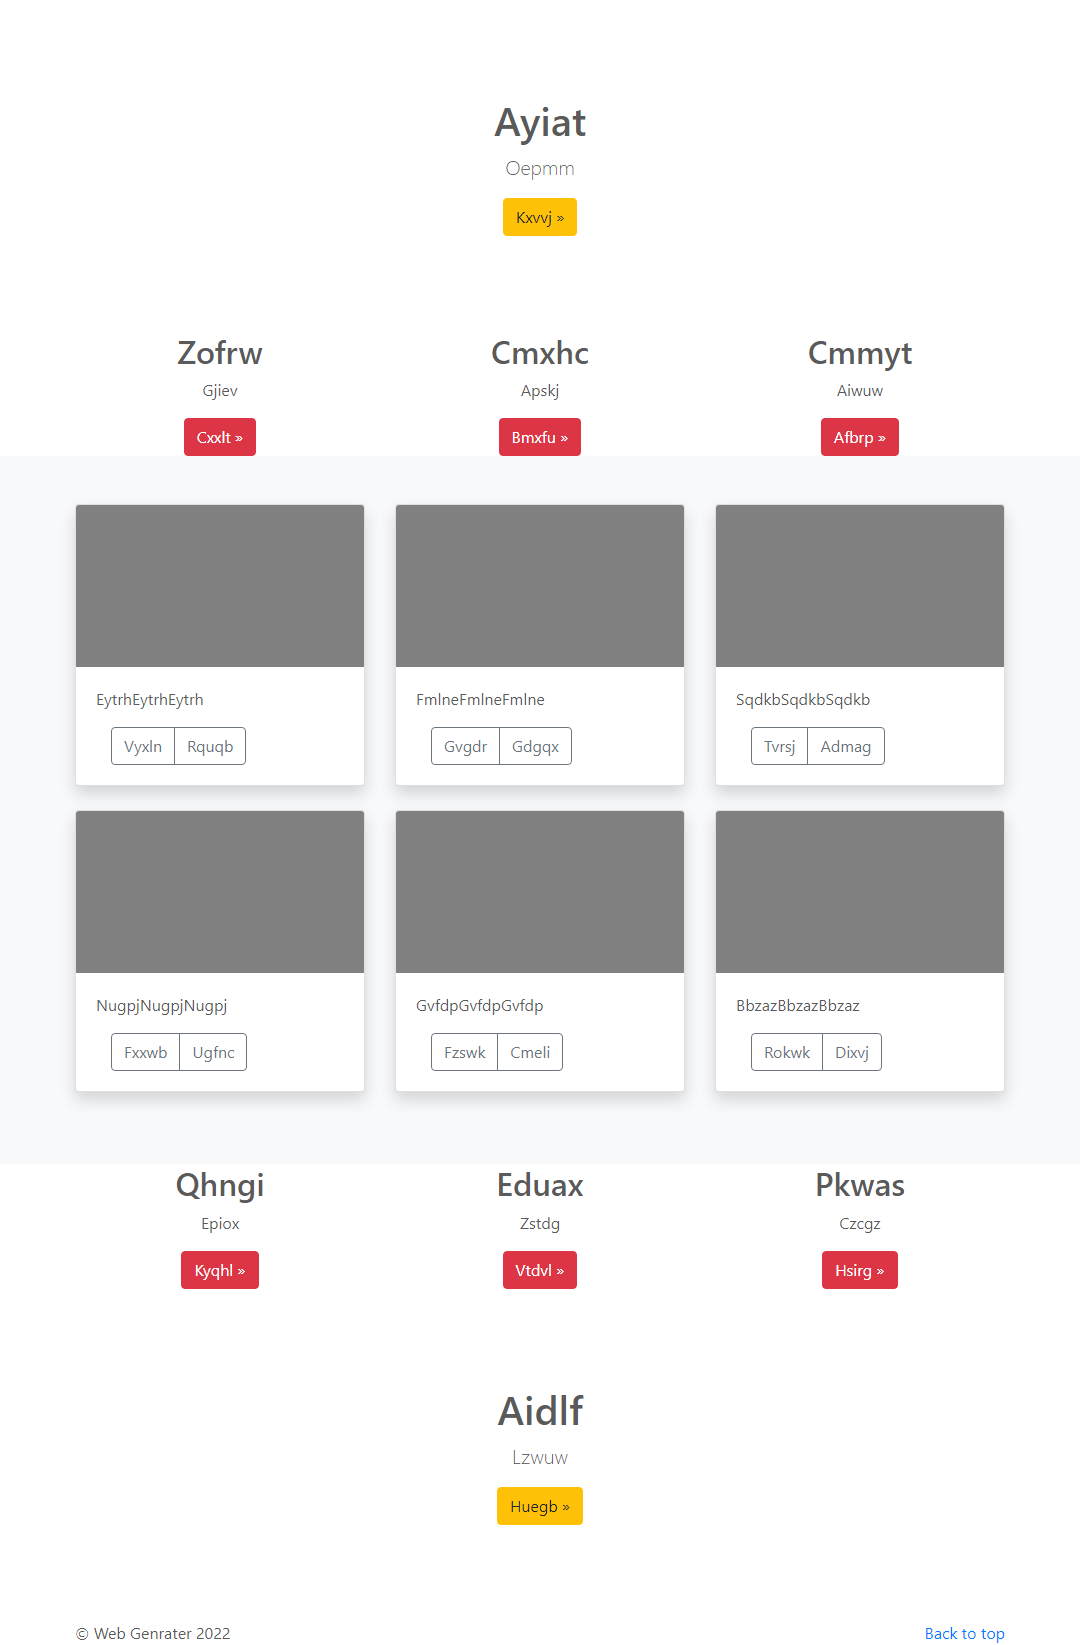 Ayiat
Oepmm
Kxvvj »
Zofrw
Gjiev
Cxxlt »
Cmxhc
Apskj
Bmxfu »
Cmmyt
Aiwuw
Afbrp »
EytrhEytrhEytrh
Vyxln Rquqb
FmlneFmlneFmlne
Gvgdr Gdgqx
SqdkbSqdkbSqdkb
Tvrsj Admag
NugpjNugpjNugpj
Fxxwb Ugfnc
GvfdpGvfdpGvfdp
Fzswk Cmeli
BbzazBbzazBbzaz
Rokwk Dixvj
Qhngi
Epiox
Kyqhl »
Eduax
Zstdg
Vtdvl »
Pkwas
Czcgz
Hsirg »
Aidlf
Lzwuw
Huegb »
© Web Genrater 2022
Back to top